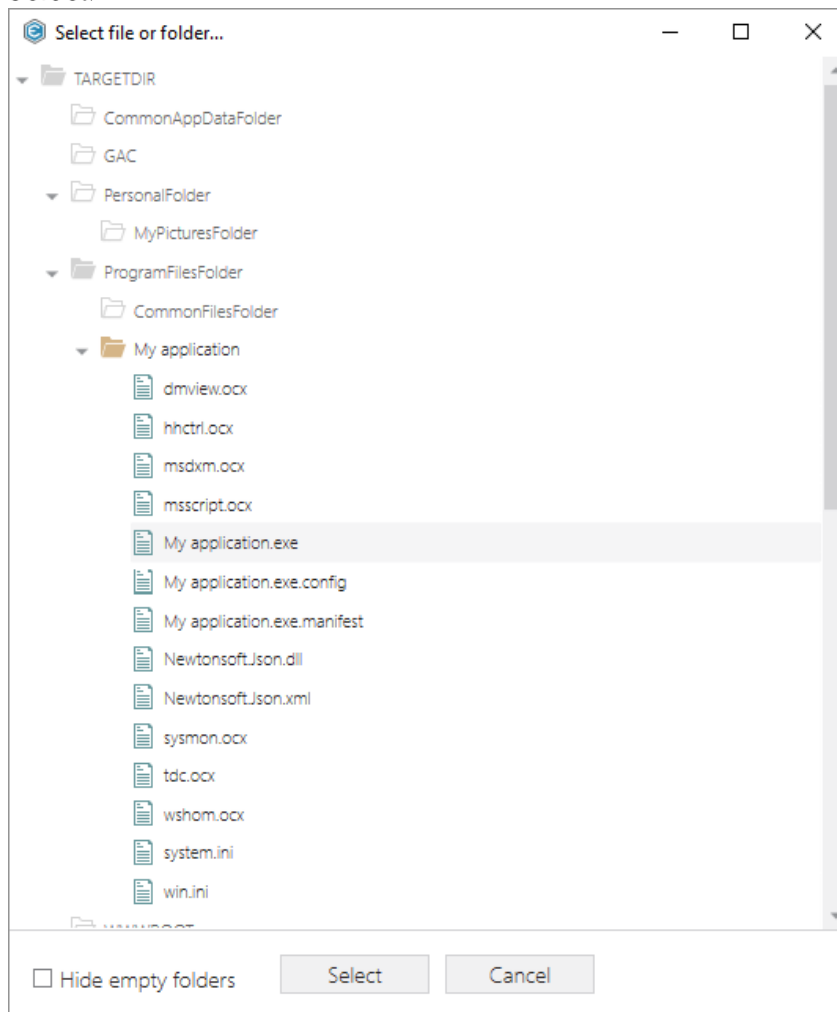 Select file or folder...
TARGETDIR
CommonAppDataFolder
GAC
PersonalFolder
MyPicturesFolder
ProgramFilesFolder
CommonFilesFolder
My application
dmview.ocx
hhctrl.ocx
msdxm.ocx
msscript.ocx
My application.exe
My application.exe.config
My application.exe.manifest
Newtonsoft.Json.dll
Newtonsoft.Json.xml
sysmon.ocx
tdc.ocx
wshom.ocx
system.ini
win.ini
Hide empty folders
Select
Cancel